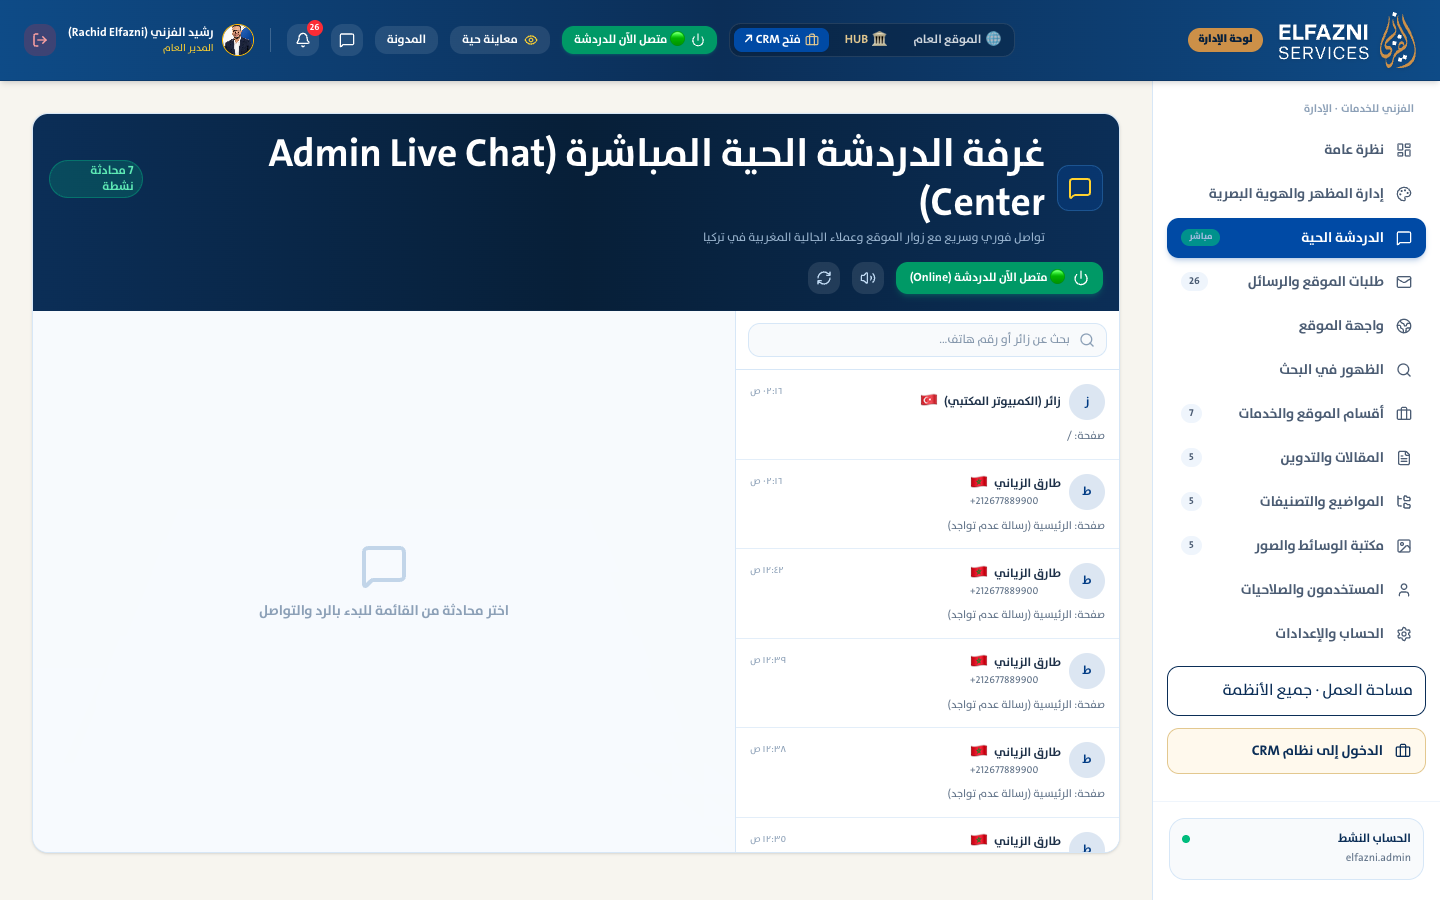 ELFAZNI
SERVICES
لوحة الإدارة
الموقع العام
HUB
فتح CRM ↗
متصل الآن للدردشة
معاينة حية
المدونة
26
رشيد الفزني (Rachid Elfazni)
المدير العام
الفزني للخدمات · الإدارة
نظرة عامة
إدارة المظهر والهوية البصرية
الدردشة الحية
مباشر
طلبات الموقع والرسائل
26
واجهة الموقع
الظهور في البحث
أقسام الموقع والخدمات
7
المقالات والتدوين
5
المواضيع والتصنيفات
5
مكتبة الوسائط والصور
5
المستخدمون والصلاحيات
الحساب والإعدادات
مساحة العمل · جميع الأنظمة
الدخول إلى نظام CRM
الحساب النشط
elfazni.admin
غرفة الدردشة الحية المباشرة (Admin Live Chat
Center)
تواصل فوري وسريع مع زوار الموقع وعملاء الجالية المغربية في تركيا
7 محادثة
نشطة
متصل الآن للدردشة (Online)
بحث عن زائر أو رقم هاتف...
ز
زائر (الكمبيوتر المكتبي)
٠٢:١٦ ص
صفحة: /
ط
طارق الزياني
٠٢:١٦ ص
+212677889900
صفحة: الرئيسية (رسالة عدم تواجد)
ط
طارق الزياني
١٢:٤٢ ص
+212677889900
صفحة: الرئيسية (رسالة عدم تواجد)
ط
طارق الزياني
١٢:٣٩ ص
+212677889900
صفحة: الرئيسية (رسالة عدم تواجد)
ط
طارق الزياني
١٢:٣٨ ص
+212677889900
صفحة: الرئيسية (رسالة عدم تواجد)
ط
طارق الزياني
١٢:٣٥ ص
اختر محادثة من القائمة للبدء بالرد والتواصل